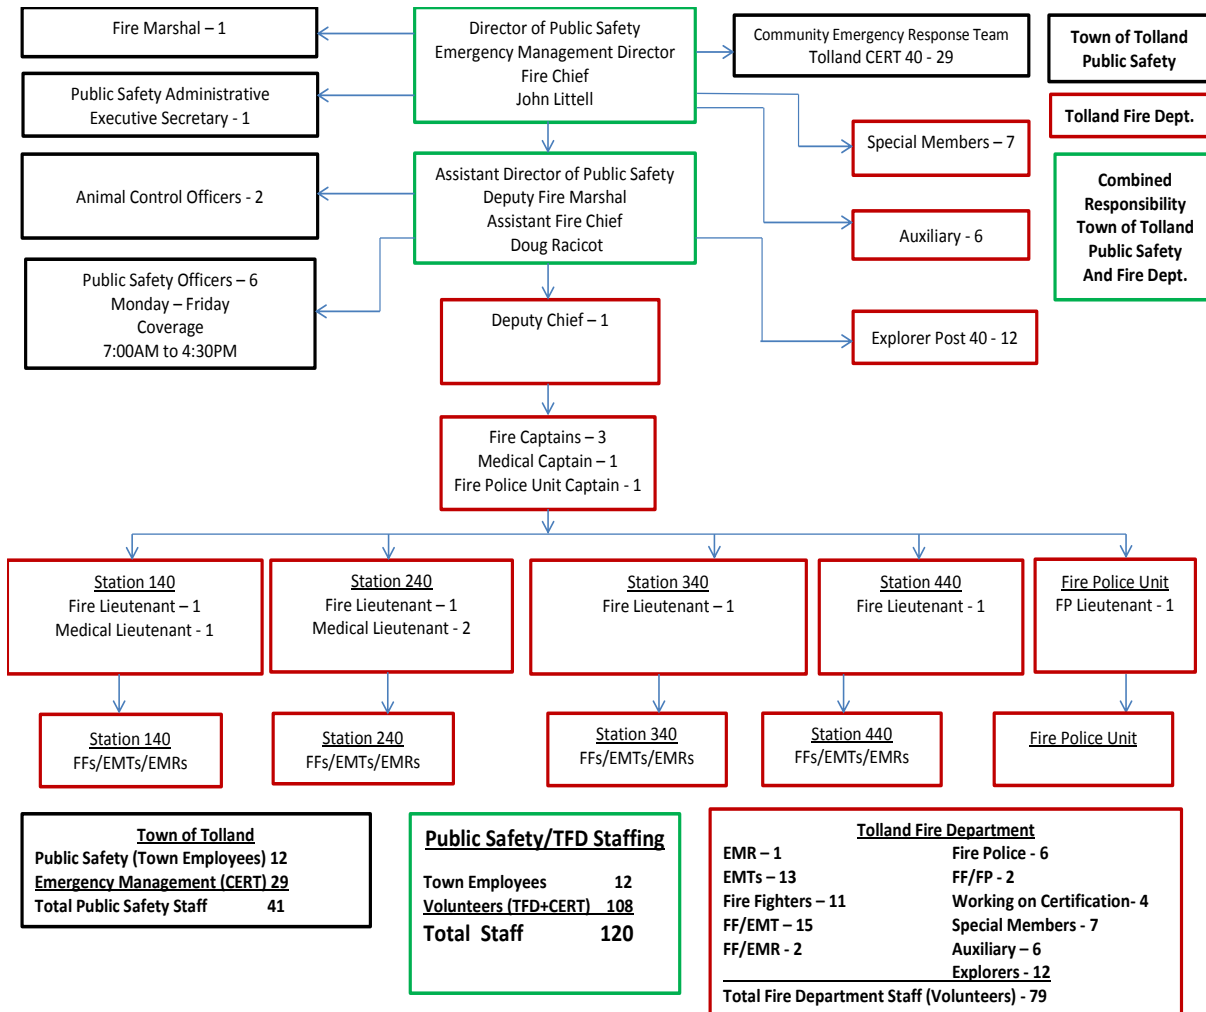 Fire Marshal – 1
Director of Public Safety
Emergency Management Director
Fire Chief
John Littell
Community Emergency Response Team
Tolland CERT 40 - 29
Town of Tolland
Public Safety
Public Safety Administrative
Executive Secretary - 1
Tolland Fire Dept.
Special Members – 7
Animal Control Officers - 2
Assistant Director of Public Safety
Deputy Fire Marshal
Assistant Fire Chief
Doug Racicot
Auxiliary - 6
Combined
Responsibility
Town of Tolland
Public Safety
And Fire Dept.
Public Safety Officers – 6
Monday – Friday
Coverage
7:00AM to 4:30PM
Deputy Chief – 1
Explorer Post 40 - 12
Fire Captains – 3
Medical Captain – 1
Fire Police Unit Captain - 1
Station 140
Fire Lieutenant – 1
Medical Lieutenant - 1
Station 240
Fire Lieutenant – 1
Medical Lieutenant - 2
Station 340
Fire Lieutenant – 1
Station 440
Fire Lieutenant - 1
Fire Police Unit
FP Lieutenant - 1
Station 140
FFs/EMTs/EMRs
Station 240
FFs/EMTs/EMRs
Station 340
FFs/EMTs/EMRs
Station 440
FFs/EMTs/EMRs
Fire Police Unit
Town of Tolland
Public Safety (Town Employees) 12
Emergency Management (CERT) 29
Total Public Safety Staff 41
Public Safety/TFD Staffing
Town Employees 12
Volunteers (TFD+CERT) 108
Total Staff 120
Tolland Fire Department
EMR – 1 Fire Police - 6
EMTs – 13 FF/FP - 2
Fire Fighters – 11 Working on Certification- 4
FF/EMT – 15 Special Members - 7
FF/EMR - 2 Auxiliary – 6
Explorers - 12
Total Fire Department Staff (Volunteers) - 79